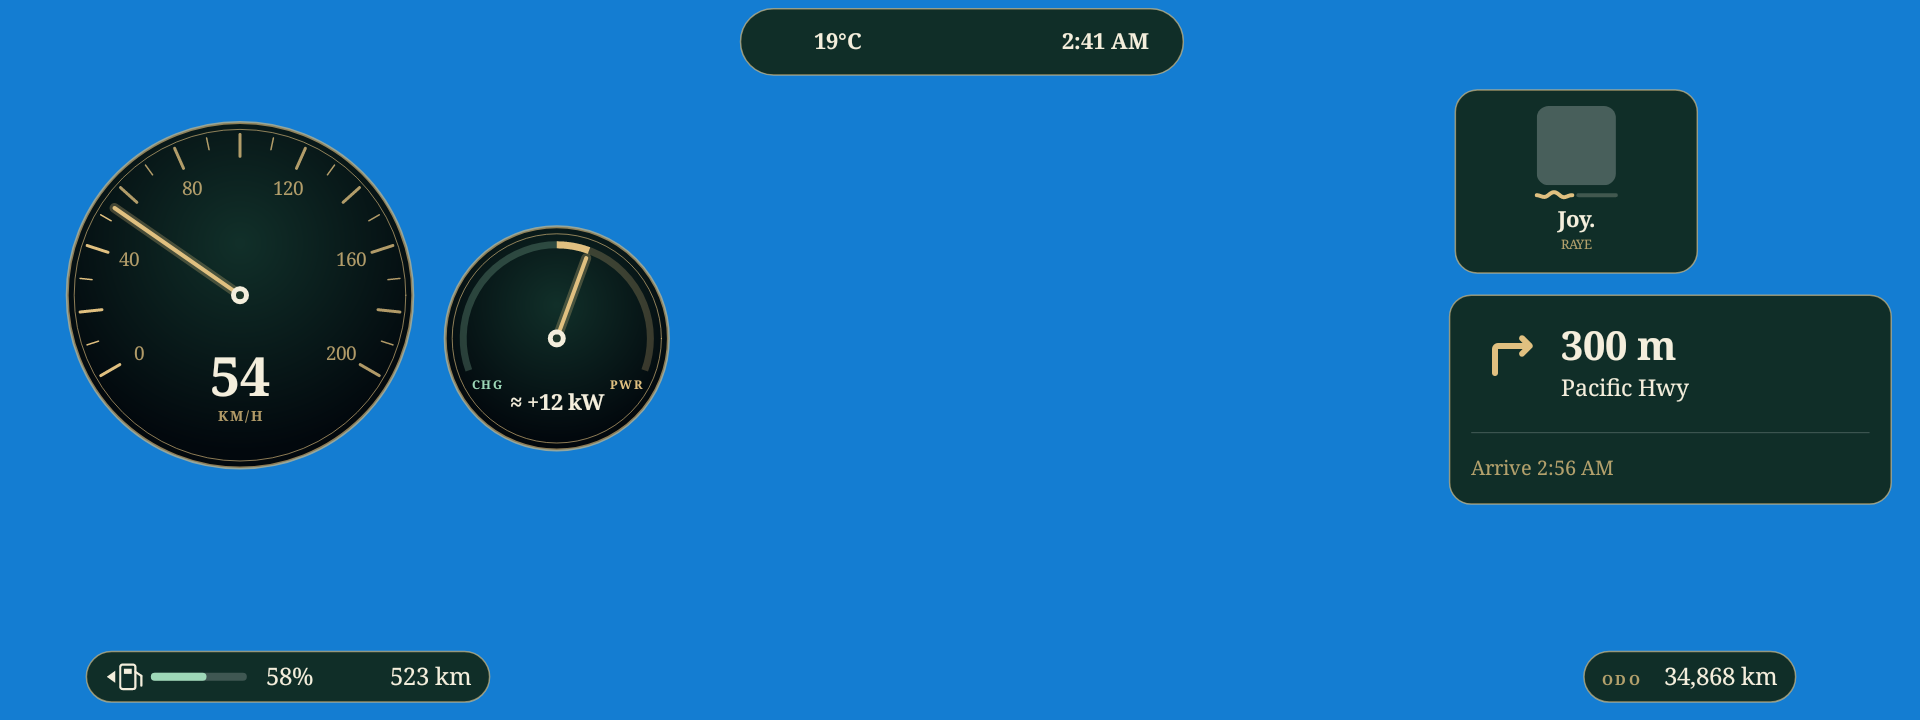 19°C
2:41 AM
80
120
40
160
0
200
54
KM/H
CHG
PWR
≈ +12 kW
Joy.
RAYE
300 m
Pacific Hwy
Arrive 2:56 AM
58%
523 km
ODO
34,868 km